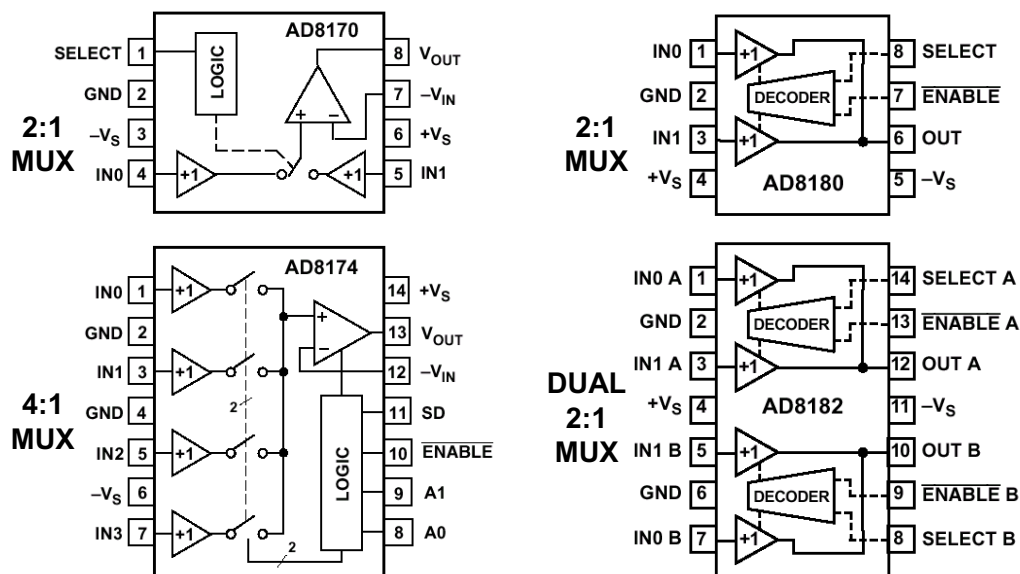 AD8170
SELECT 1 LOGIC 8 VOUT
GND 2 7 –VIN
2:1 MUX
–VS 3 + – 6 +VS
IN0 4 +1 +1 5 IN1
AD8180
IN0 1 +1 8 SELECT
GND 2 DECODER 7 ENABLE
2:1 MUX
IN1 3 +1 6 OUT
+VS 4 5 –VS
AD8174
IN0 1 +1 14 +VS
GND 2 + 13 VOUT
IN1 3 +1 – 12 –VIN
4:1 MUX
2
GND 4 11 SD
IN2 5 +1 LOGIC 10 ENABLE
–VS 6 9 A1
IN3 7 +1 8 A0
2
IN0 A 1 +1 14 SELECT A
GND 2 DECODER 13 ENABLE A
IN1 A 3 +1 12 OUT A
DUAL 2:1 MUX
+VS 4 AD8182 11 –VS
IN1 B 5 +1 10 OUT B
GND 6 DECODER 9 ENABLE B
IN0 B 7 +1 8 SELECT B